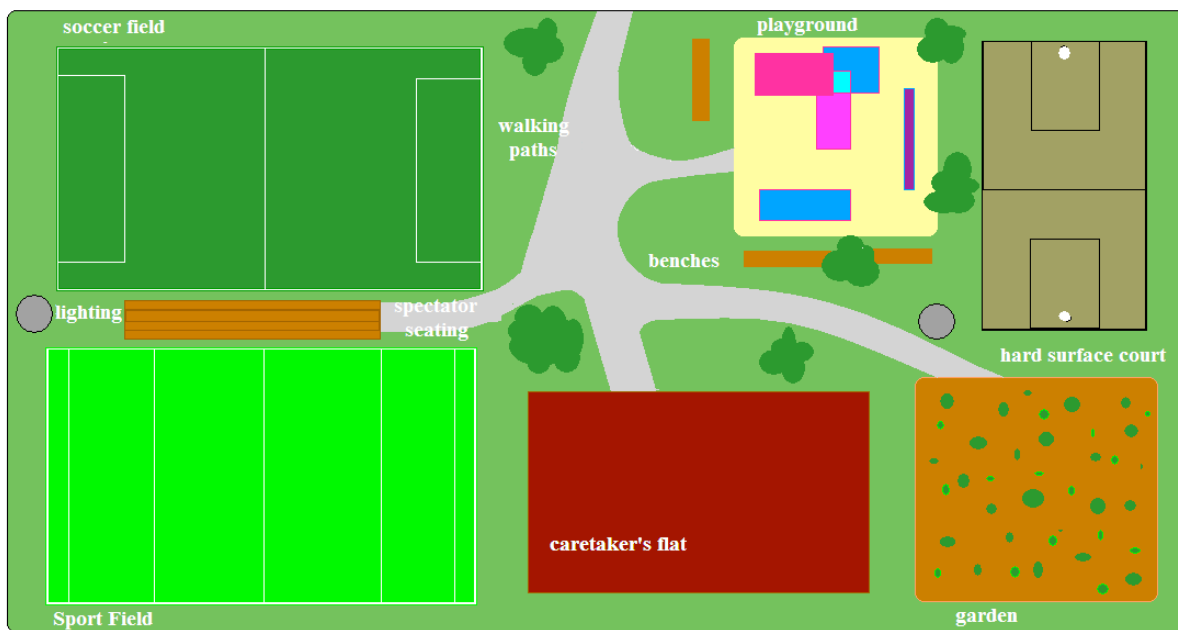 soccer field
playground
walking
paths
benches
lighting
spectator
seating
hard surface court
caretaker's flat
Sport Field
garden